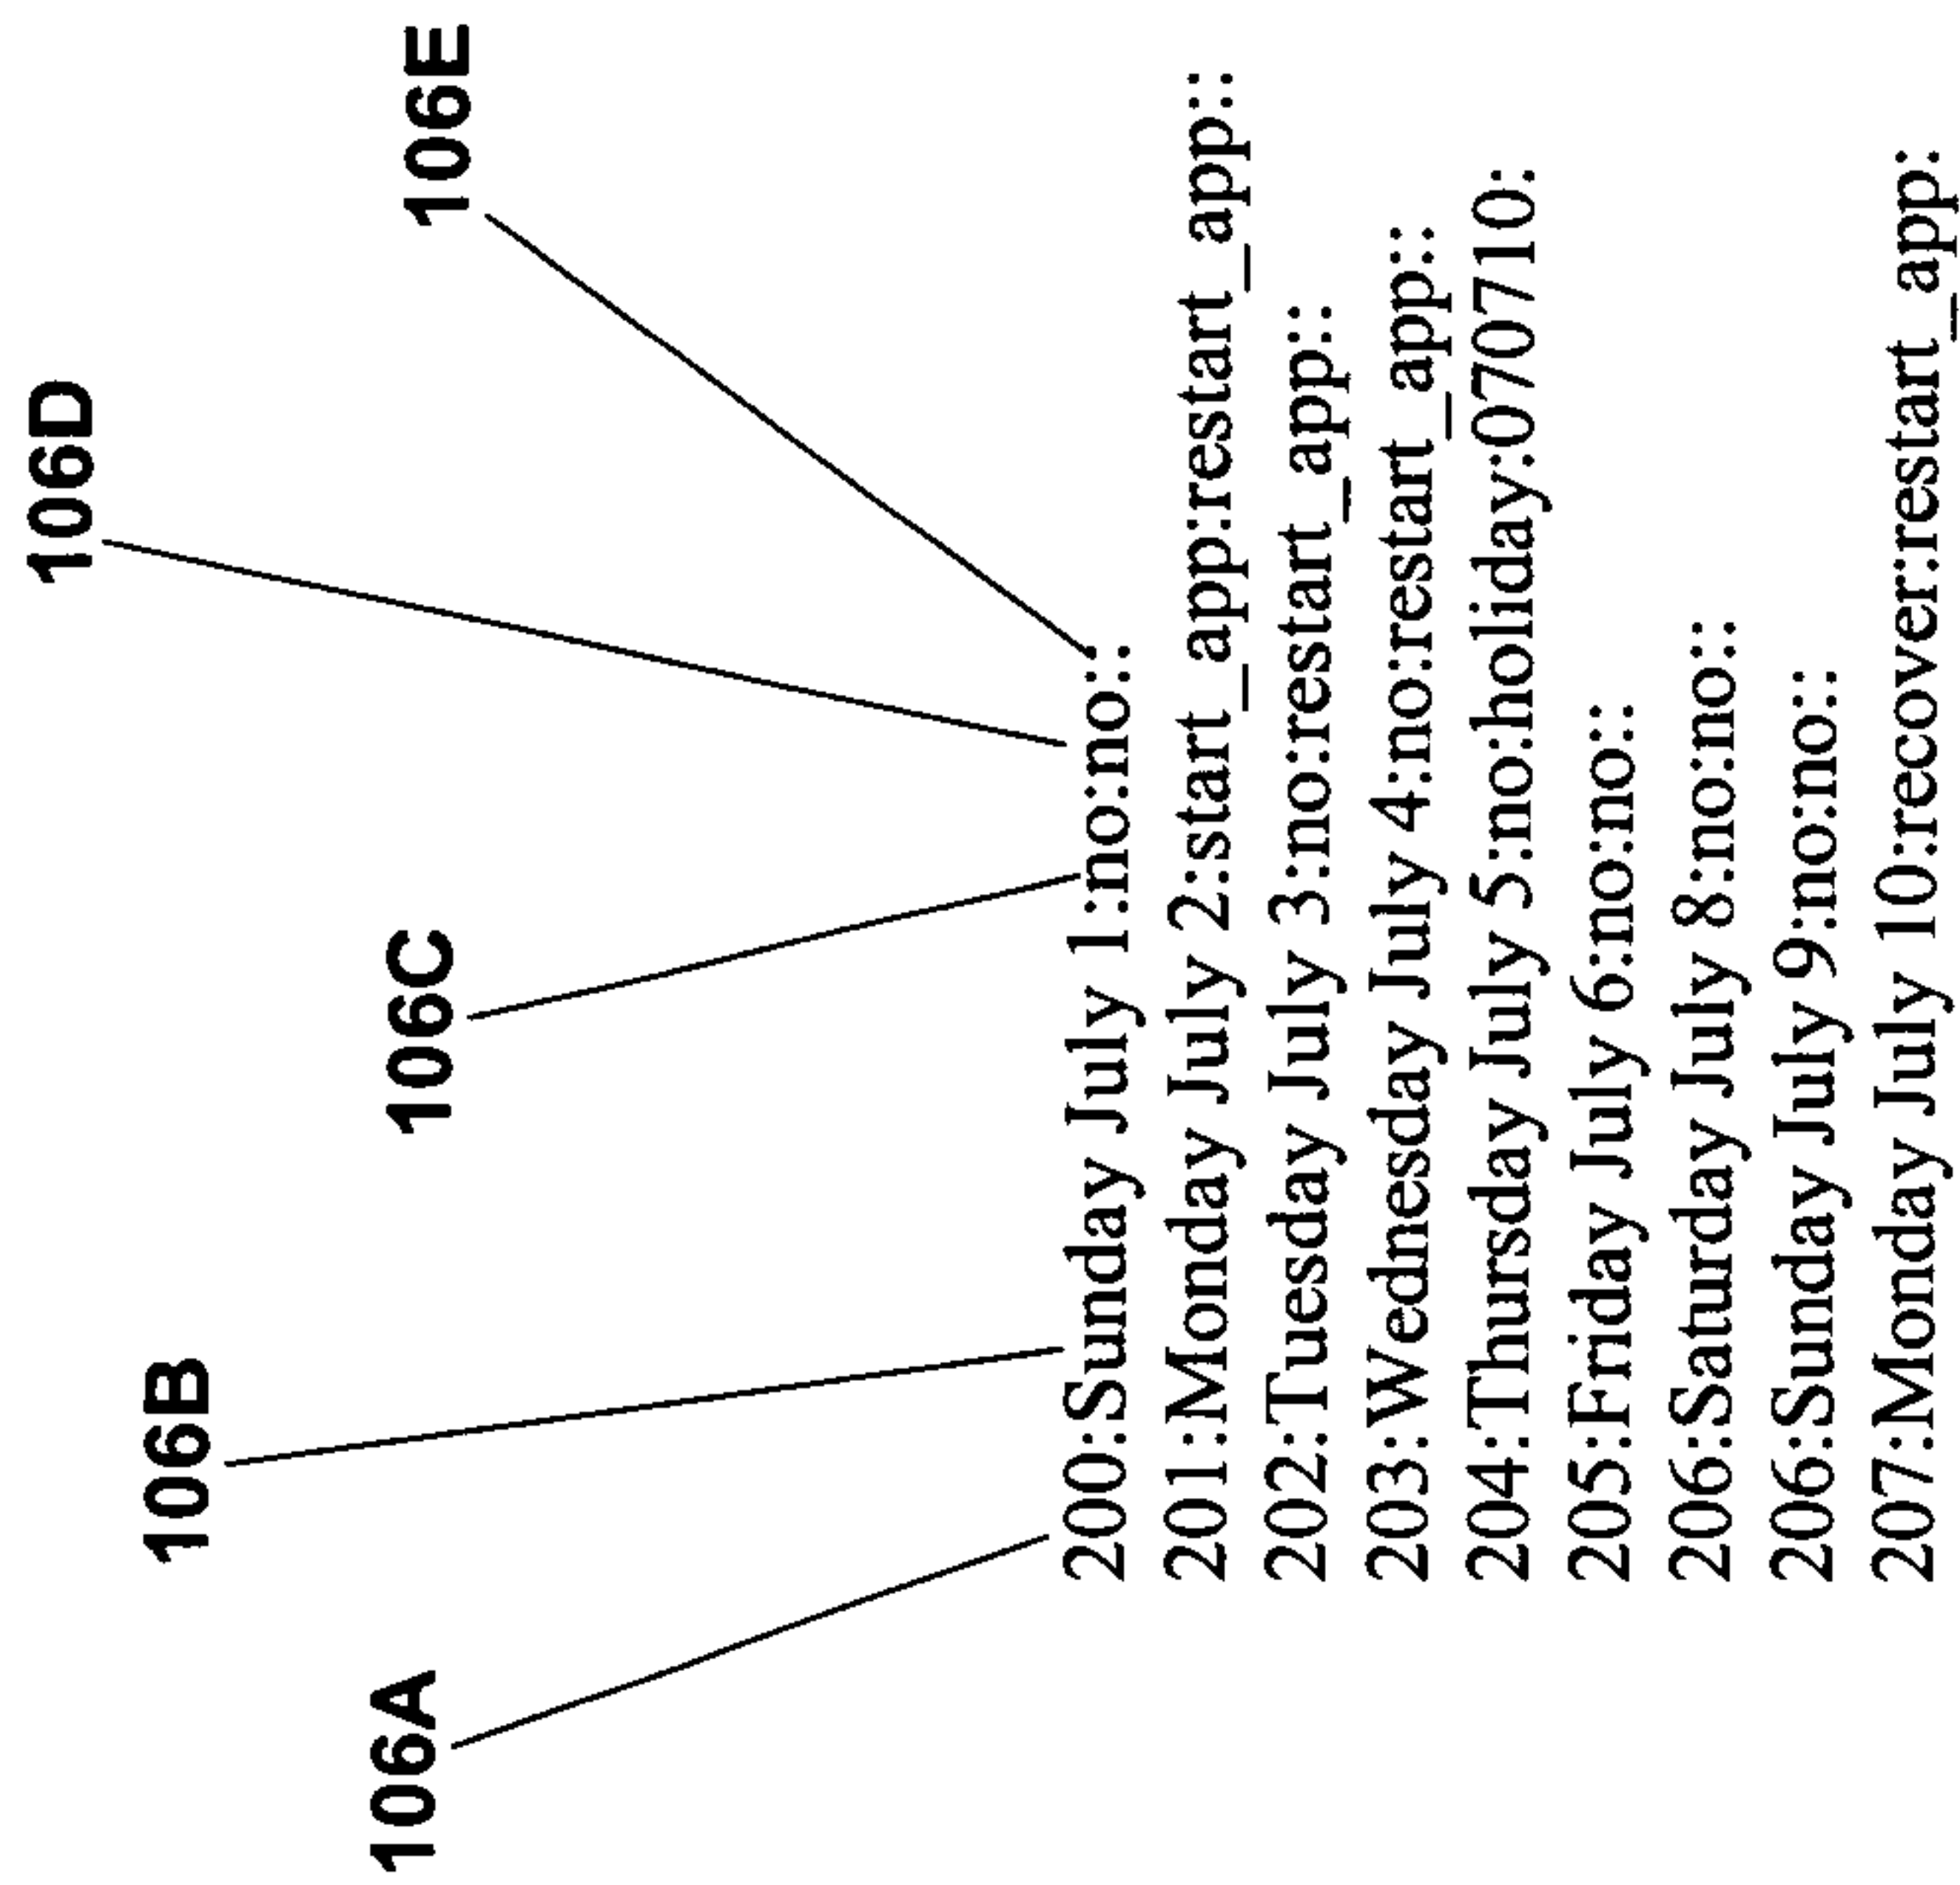 106D
106B
106A
106C
106E
200:Sunday July 1:no:no::
201:Monday July 2:start_app:restart_app::
202:Tuesday July 3:no:restart_app::
203:Wednesday July 4:no:restart_app::
204:Thursday July 5:no:holiday:070710:
205:Friday July 6:no:no::
206:Saturday July 8:no:no::
206:Sunday July 9:no:no::
207:Monday July 10:recover:restart_app: